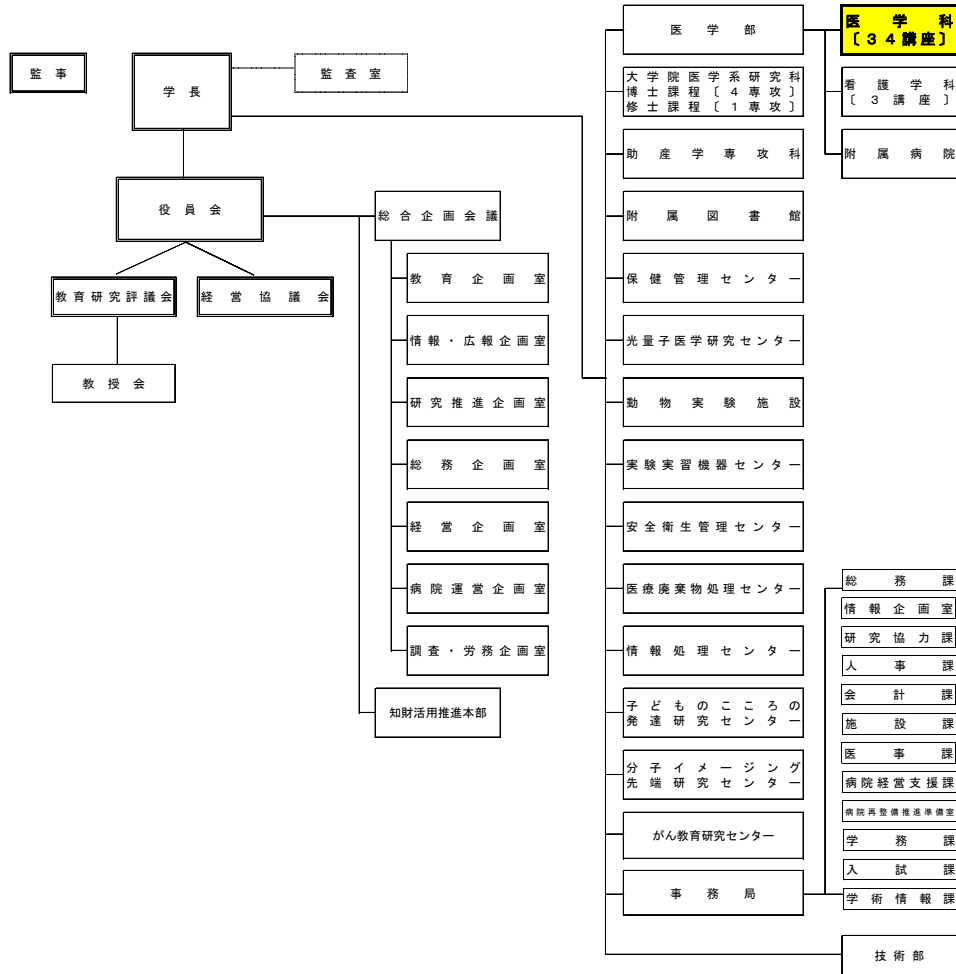 監事
学長
監査室
役員会
教育研究評議会
経営協議会
教授会
総合企画会議
教育企画室
情報・広報企画室
研究推進企画室
総務企画室
経営企画室
病院運営企画室
調査・労務企画室
知財活用推進本部
医学部
大学院医学系研究科
博士課程〔4専攻〕
修士課程〔1専攻〕
助産学専攻科
附属図書館
保健管理センター
光量子医学研究センター
動物実験施設
実験実習機器センター
安全衛生管理センター
医療廃棄物処理センター
情報処理センター
子どものこころの
発達研究センター
分子イメージング
先端研究センター
がん教育研究センター
事務局
医学科
〔34講座〕
看護学科
〔3講座〕
附属病院
総務課
情報企画室
研究協力課
人事課
会計課
施設課
医事課
病院経営支援課
病院再整備推進準備室
学務課
入試課
学術情報課
技術部